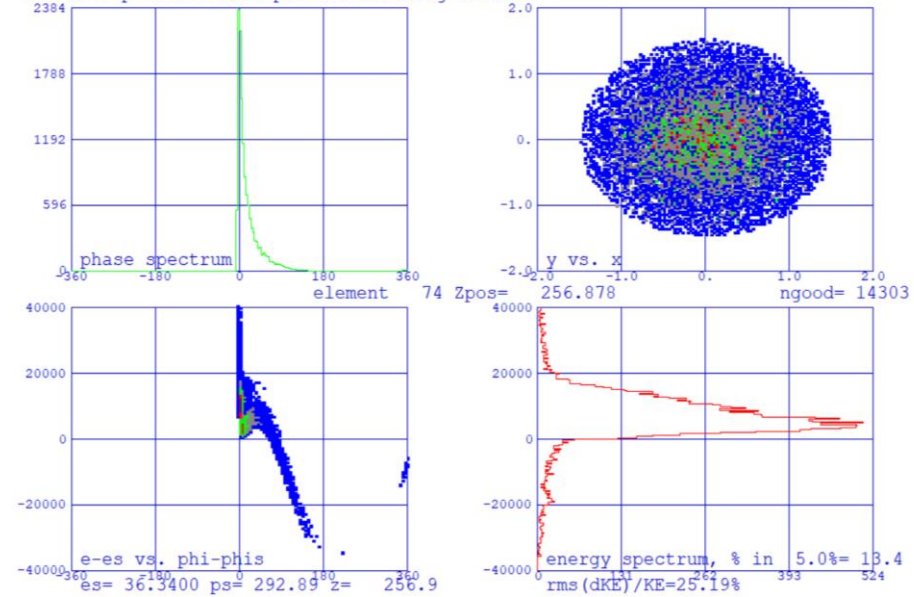 2384
1788
1192
596
0
phase spectrum
-360 -180 0 180 360
2.0
1.0
0.
-1.0
-2.0
y vs. x
-2.0 -1.0 0. 1.0 2.0
element 74 Zpos= 256.878 ngood= 14303
40000
20000
0
-20000
-40000
e-es vs. phi-phis
-360 -180 0 180 360
es= 36.3400 ps= 292.89 z= 256.9
40000
20000
0
-20000
-40000
energy spectrum, % in 5.0%= 13.4
0 131 262 393 524
rms(dKE)/KE=25.19%